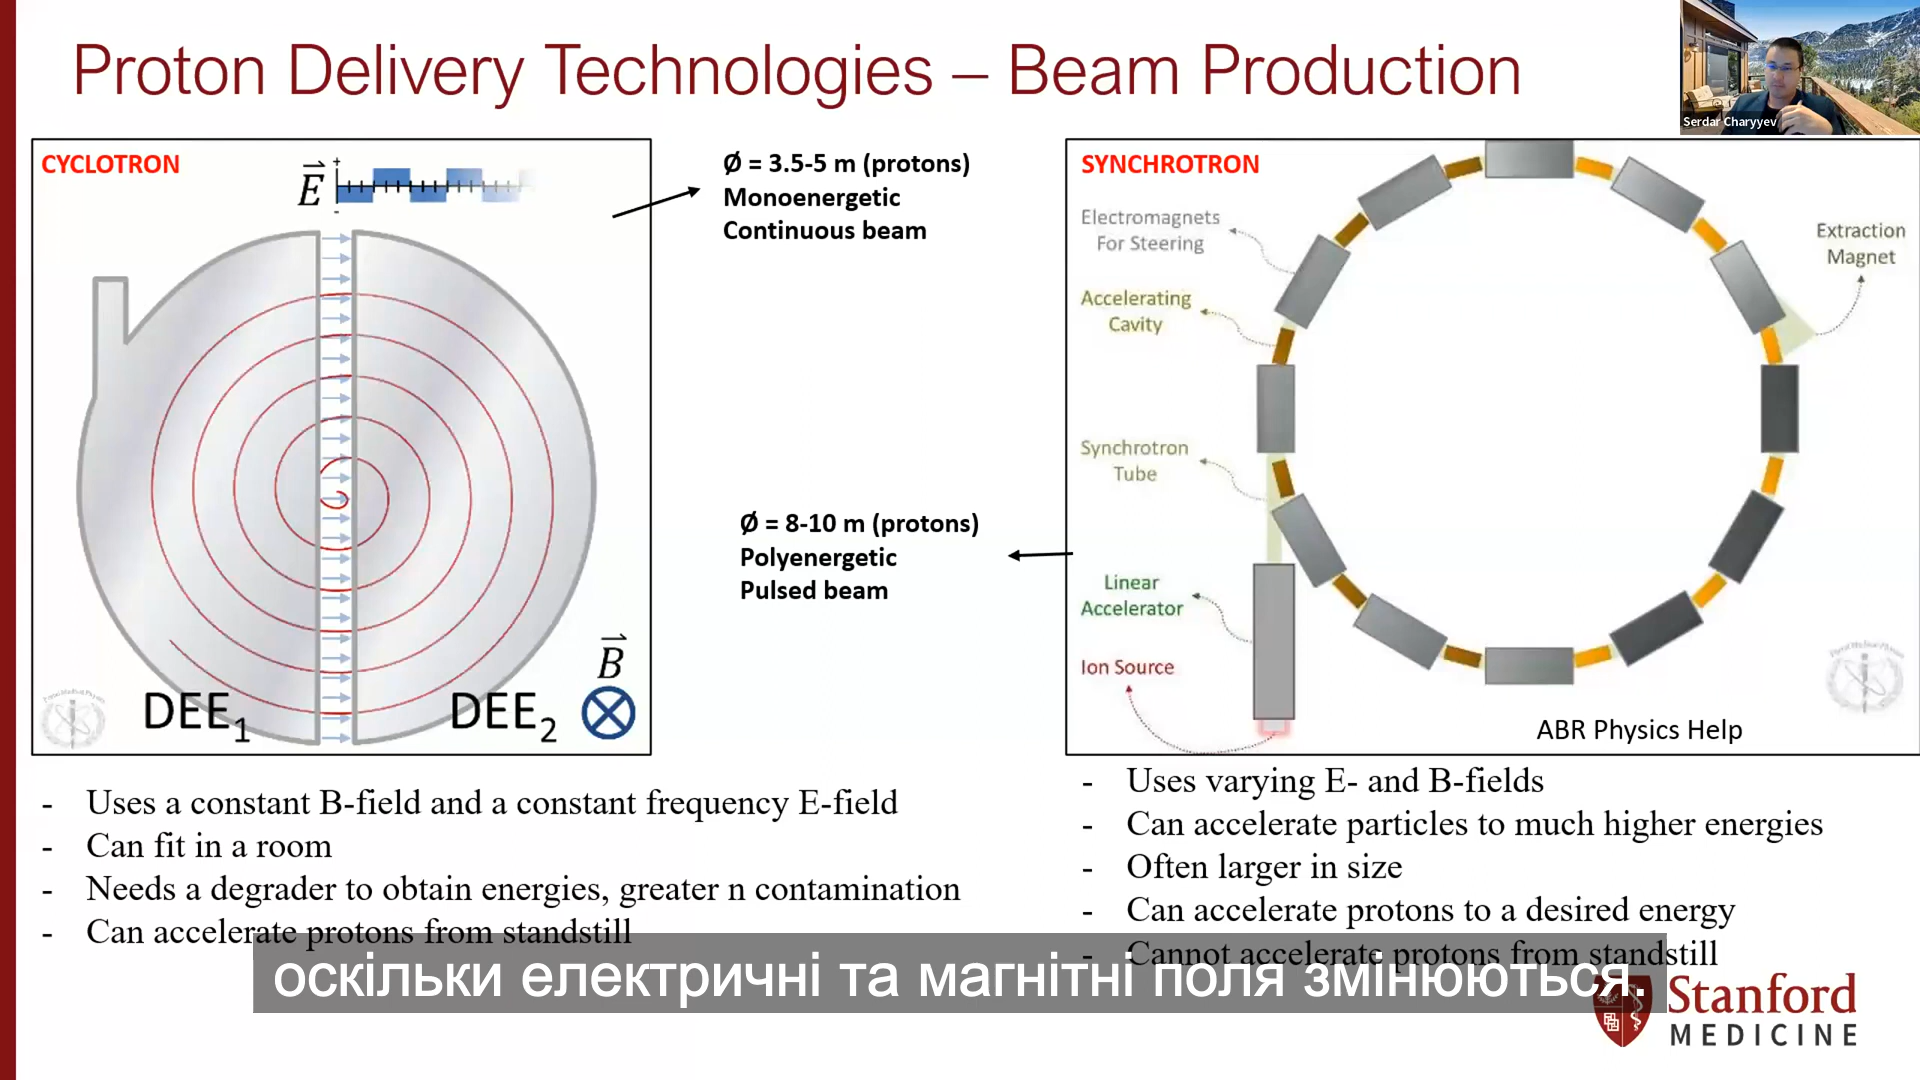 Proton Delivery Technologies – Beam Production
Serdar Charyyev
CYCLOTRON
E
+
-
DEE1
DEE2
B
Ø = 3.5-5 m (protons)
Monoenergetic
Continuous beam
Ø = 8-10 m (protons)
Polyenergetic
Pulsed beam
SYNCHROTRON
Electromagnets
For Steering
Accelerating
Cavity
Synchrotron
Tube
Linear
Accelerator
Ion Source
Extraction
Magnet
ABR Physics Help
- Uses a constant B-field and a constant frequency E-field
- Can fit in a room
- Needs a degrader to obtain energies, greater n contamination
- Can accelerate protons from standstill
- Uses varying E- and B-fields
- Can accelerate particles to much higher energies
- Often larger in size
- Can accelerate protons to a desired energy
- Cannot accelerate protons from standstill
оскільки електричні та магнітні поля змінюються.
Stanford
MEDICINE